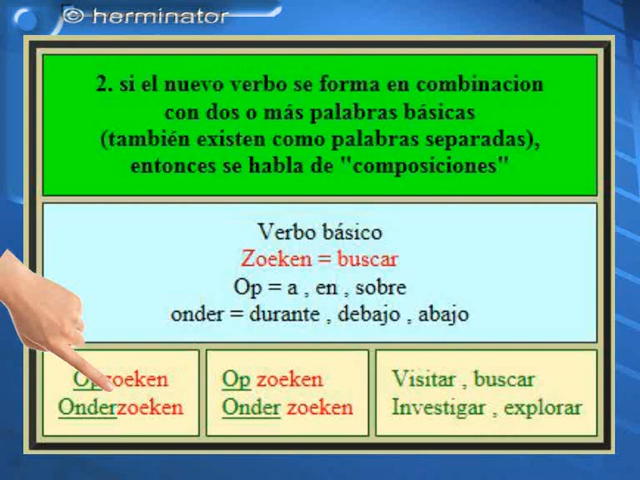 © herminator
2. si el nuevo verbo se forma en combinacion
con dos o más palabras básicas
(también existen como palabras separadas),
entonces se habla de "composiciones"
Verbo básico
Zoeken = buscar
Op = a , en , sobre
onder = durante , debajo , abajo
Opzoeken
Onderzoeken
Op zoeken
Onder zoeken
Visitar , buscar
Investigar , explorar